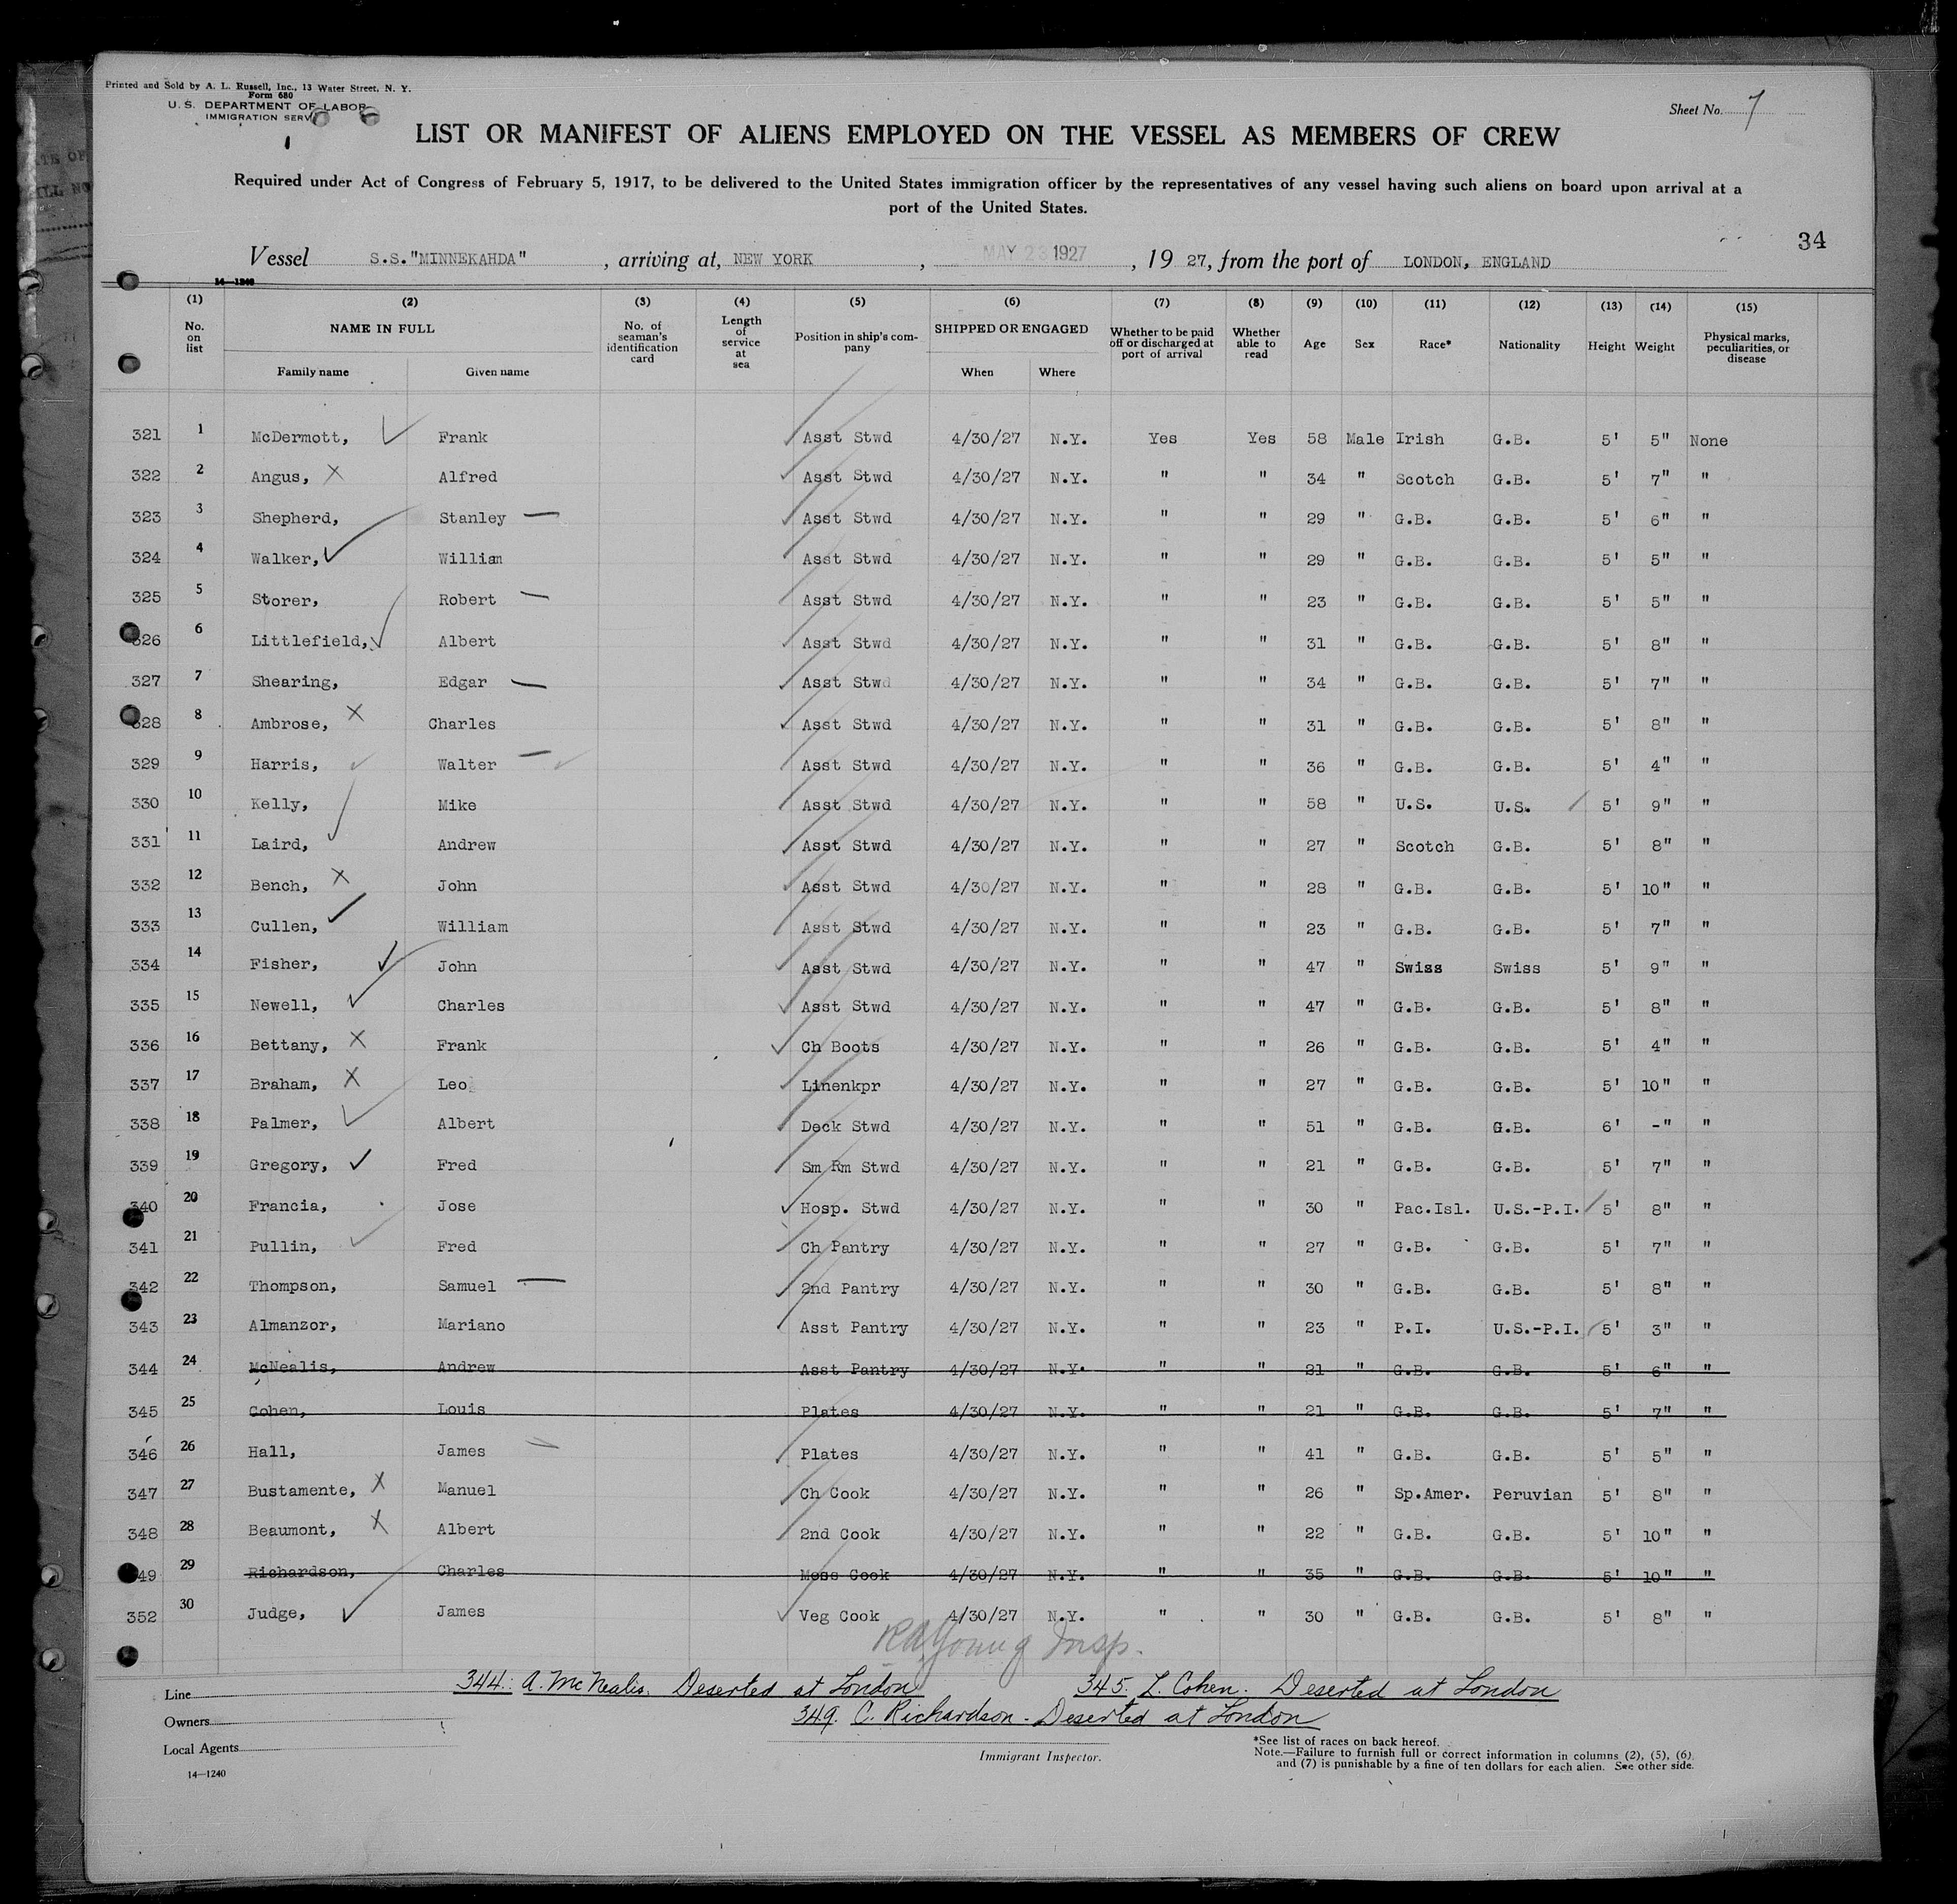 Printed and Sold by A. L. Russell, Inc., 13 Water Street, N. Y.
Form 680
U. S. DEPARTMENT OF LABOR
IMMIGRATION SERV
Sheet No. 7
LIST OR MANIFEST OF ALIENS EMPLOYED ON THE VESSEL AS MEMBERS OF CREW
Required under Act of Congress of February 5, 1917, to be delivered to the United States immigration officer by the representatives of any vessel having such aliens on board upon arrival at a
port of the United States.
34
Vessel S.S."MINNEKAHDA", arriving at, NEW YORK, MAY 23 1927, 19 27, from the port of LONDON, ENGLAND
14—1240
(1) No. on list (2) NAME IN FULL Family name Given name (3) No. of seaman's identification card (4) Length of service at sea (5) Position in ship's company (6) SHIPPED OR ENGAGED When Where (7) Whether to be paid off or discharged at port of arrival (8) Whether able to read (9) Age (10) Sex (11) Race* (12) Nationality (13) Height (14) Weight (15) Physical marks, peculiarities, or disease
321 1 McDermott, Frank Asst Stwd 4/30/27 N.Y. Yes Yes 58 Male Irish G.B. 5' 5" None
322 2 Angus, Alfred Asst Stwd 4/30/27 N.Y. " " 34 " Scotch G.B. 5' 7" "
323 3 Shepherd, Stanley Asst Stwd 4/30/27 N.Y. " " 29 " G.B. G.B. 5' 6" "
324 4 Walker, William Asst Stwd 4/30/27 N.Y. " " 29 " G.B. G.B. 5' 5" "
325 5 Storer, Robert Asst Stwd 4/30/27 N.Y. " " 23 " G.B. G.B. 5' 5" "
326 6 Littlefield, Albert Asst Stwd 4/30/27 N.Y. " " 31 " G.B. G.B. 5' 8" "
327 7 Shearing, Edgar Asst Stwd 4/30/27 N.Y. " " 34 " G.B. G.B. 5' 7" "
328 8 Ambrose, Charles Asst Stwd 4/30/27 N.Y. " " 31 " G.B. G.B. 5' 8" "
329 9 Harris, Walter Asst Stwd 4/30/27 N.Y. " " 36 " G.B. G.B. 5' 4" "
330 10 Kelly, Mike Asst Stwd 4/30/27 N.Y. " " 58 " U.S. U.S. 5' 9" "
331 11 Laird, Andrew Asst Stwd 4/30/27 N.Y. " " 27 " Scotch G.B. 5' 8" "
332 12 Bench, John Asst Stwd 4/30/27 N.Y. " " 28 " G.B. G.B. 5' 10" "
333 13 Cullen, William Asst Stwd 4/30/27 N.Y. " " 23 " G.B. G.B. 5' 7" "
334 14 Fisher, John Asst Stwd 4/30/27 N.Y. " " 47 " Swiss Swiss 5' 9" "
335 15 Newell, Charles Asst Stwd 4/30/27 N.Y. " " 47 " G.B. G.B. 5' 8" "
336 16 Bettany, Frank Ch Boots 4/30/27 N.Y. " " 26 " G.B. G.B. 5' 4" "
337 17 Braham, Leo Linenkpr 4/30/27 N.Y. " " 27 " G.B. G.B. 5' 10" "
338 18 Palmer, Albert Deck Stwd 4/30/27 N.Y. " " 51 " G.B. G.B. 6' -" "
339 19 Gregory, Fred Sm Rm Stwd 4/30/27 N.Y. " " 21 " G.B. G.B. 5' 7" "
340 20 Francia, Jose Hosp. Stwd 4/30/27 N.Y. " " 30 " Pac.Isl. U.S.-P.I. 5' 8" "
341 21 Pullin, Fred Ch Pantry 4/30/27 N.Y. " " 27 " G.B. G.B. 5' 7" "
342 22 Thompson, Samuel 2nd Pantry 4/30/27 N.Y. " " 30 " G.B. G.B. 5' 8" "
343 23 Almanzor, Mariano Asst Pantry 4/30/27 N.Y. " " 23 " P.I. U.S.-P.I. 5' 3" "
344 24 McNealis, Andrew Asst Pantry 4/30/27 N.Y. " " 21 " G.B. G.B. 5' 6" "
345 25 Cohen, Louis Plates 4/30/27 N.Y. " " 21 " G.B. G.B. 5' 7" "
346 26 Hall, James Plates 4/30/27 N.Y. " " 41 " G.B. G.B. 5' 5" "
347 27 Bustamente, Manuel Ch Cook 4/30/27 N.Y. " " 26 " Sp.Amer. Peruvian 5' 8" "
348 28 Beaumont, Albert 2nd Cook 4/30/27 N.Y. " " 22 " G.B. G.B. 5' 10" "
349 29 Richardson, Charles Mess Cook 4/30/27 N.Y. " " 35 " G.B. G.B. 5' 10" "
352 30 Judge, James Veg Cook 4/30/27 N.Y. " " 30 " G.B. G.B. 5' 8" "
Young Insp.
344: A. McNealis. Deserted at London 345. L. Cohen. Deserted at London
349. C. Richardson - Deserted at London
Line
Owners
Local Agents
14—1240
Immigrant Inspector.
*See list of races on back hereof.
Note.—Failure to furnish full or correct information in columns (2), (5), (6),
and (7) is punishable by a fine of ten dollars for each alien. See other side.